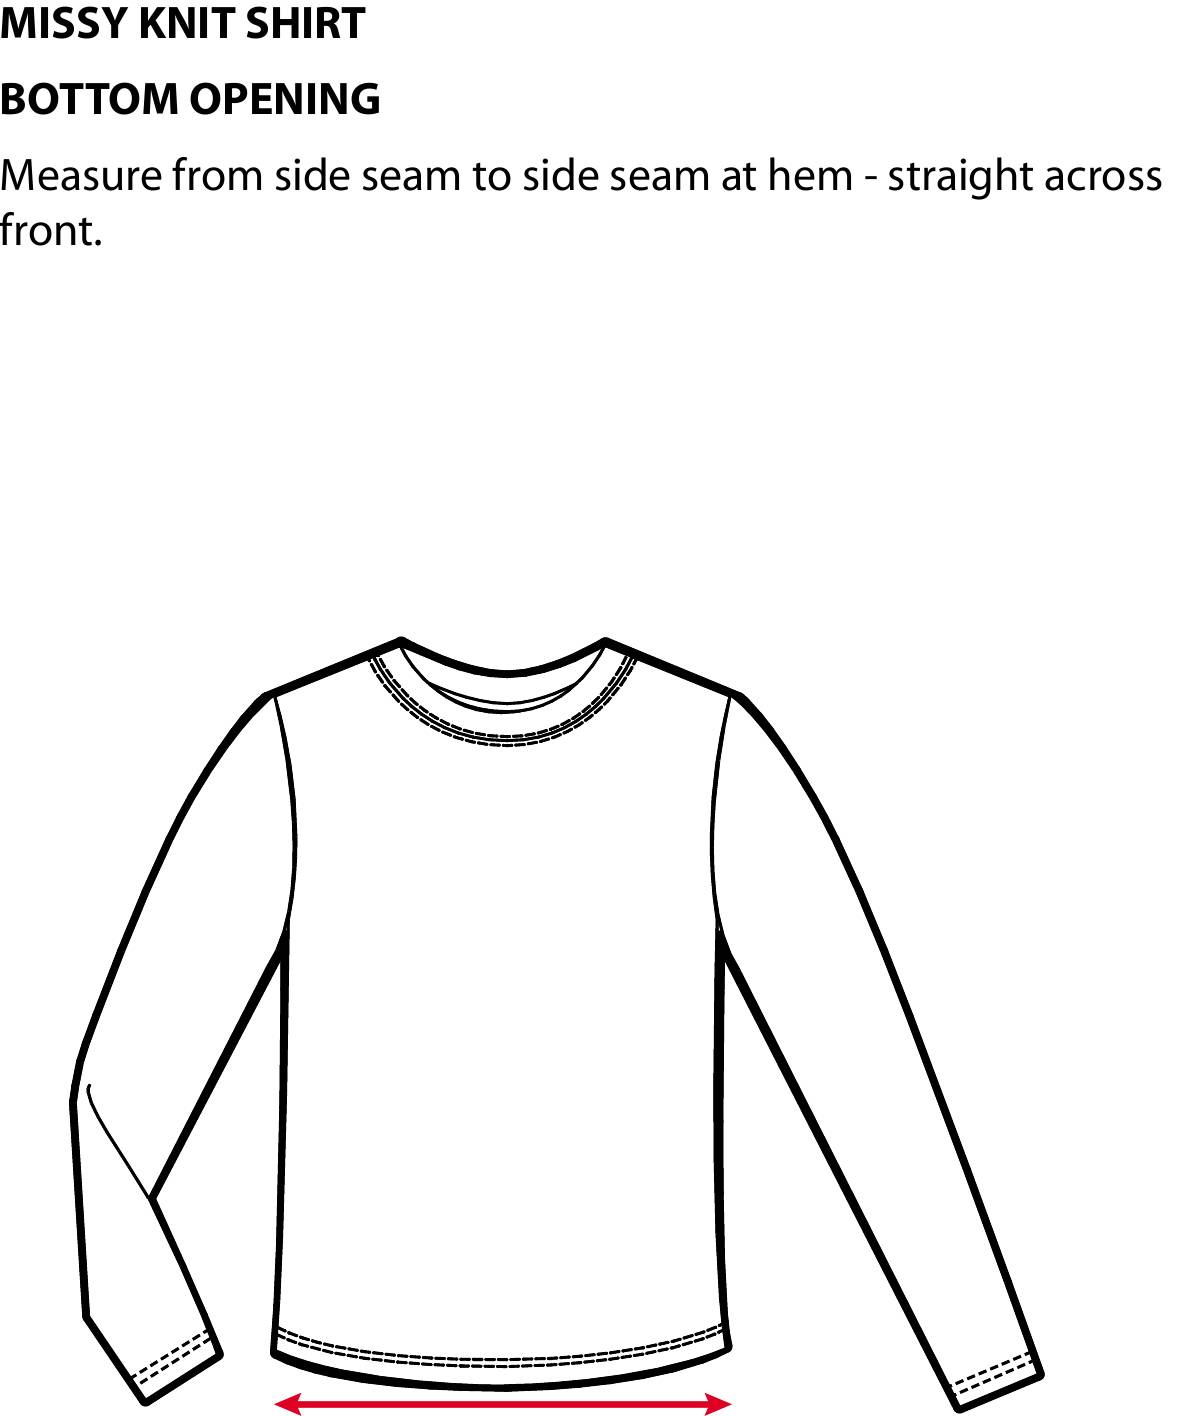 MISSY KNIT SHIRT
BOTTOM OPENING
Measure from side seam to side seam at hem - straight across
front.